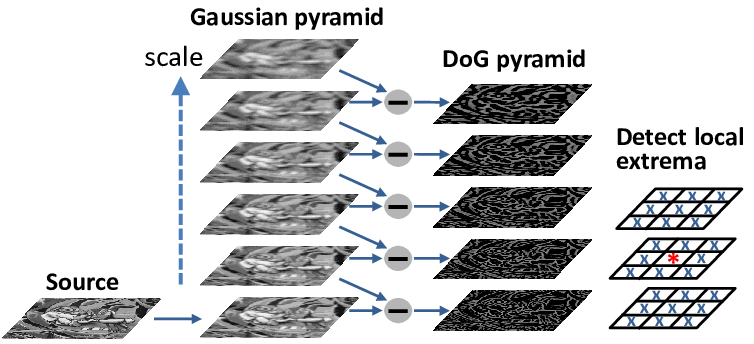 Gaussian pyramid
scale
DoG pyramid
Detect local
extrema
x x x
x x x
x x x
x x x
x * x
x x x
Source
x x x
x x x
x x x